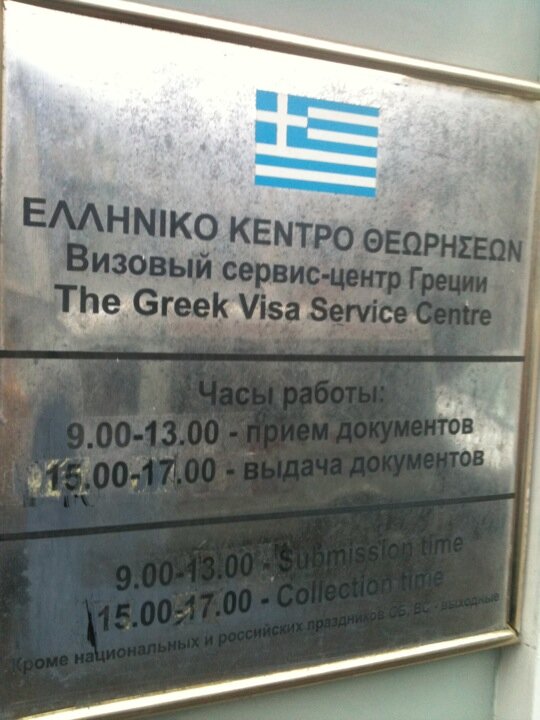 ΕΛΛΗΝΙΚΟ ΚΕΝΤΡΟ ΘΕΩΡΗΣΕΩΝ
Визовый сервис-центр Греции
The Greek Visa Service Centre
Часы работы:
9.00-13.00 - прием документов
15.00-17.00 - выдача документов
9.00-13.00 - Submission time
15.00-17.00 - Collection time
Кроме национальных и российских праздников СБ, ВС - выходные